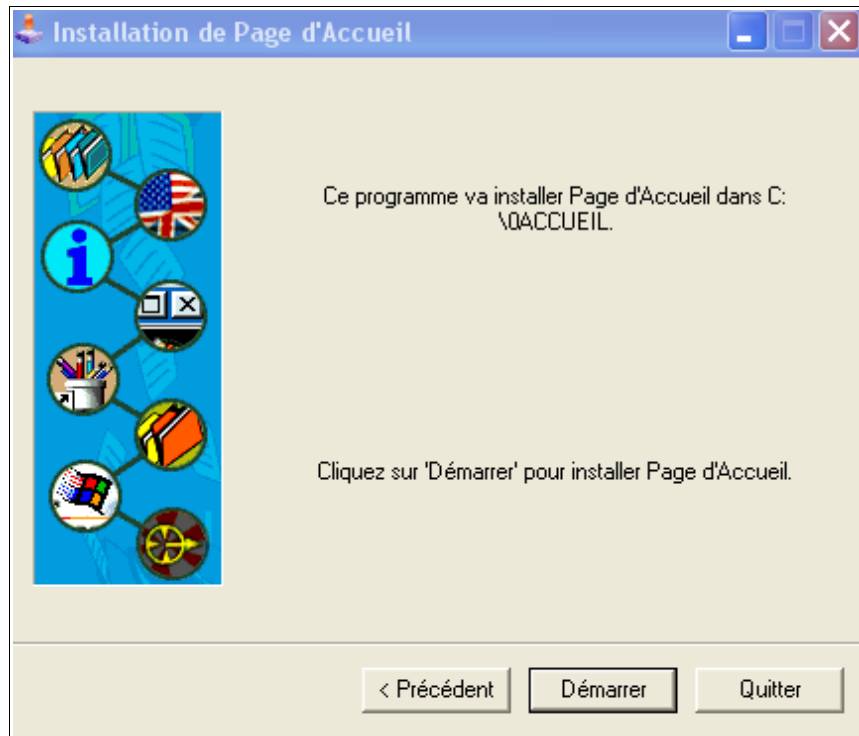 Installation de Page d'Accueil
Ce programme va installer Page d'Accueil dans C:
\0ACCUEIL.
Cliquez sur 'Démarrer' pour installer Page d'Accueil.
< Précédent
Démarrer
Quitter